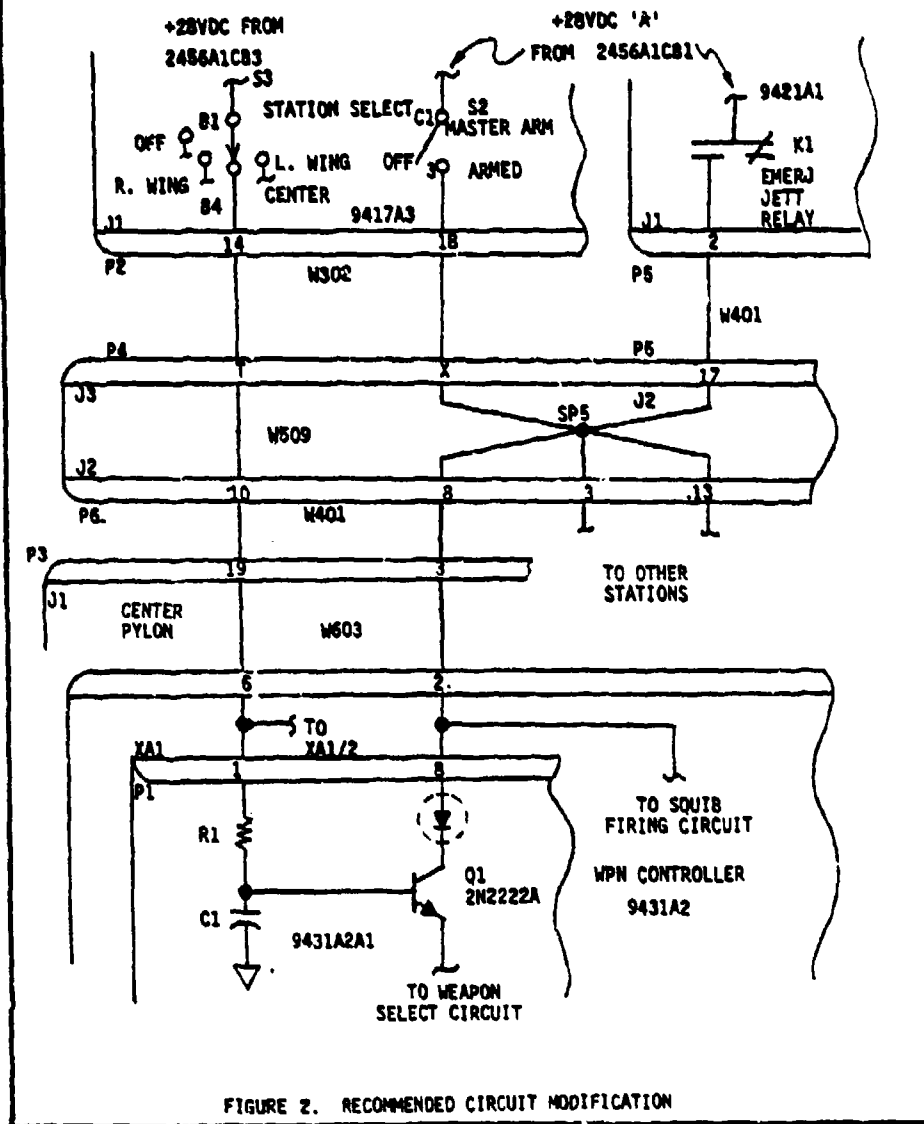 +28VDC FROM
2456A1CB3
S3
+28VDC 'A'
FROM 2456A1CB1
STATION SELECT
C1
S2
MASTER ARM
9421A1
B1
OFF
L. WING
OFF
3
ARMED
K1
R. WING
CENTER
EMERJ
JETT
RELAY
B4
9417A3
J1
J1
14
18
2
P2
W302
P5
W401
P4
P6
T
X
17
J3
J2
SP5
W509
J2
10
8
3
13
P6
W401
P3
19
3
J1
TO OTHER
STATIONS
CENTER
PYLON
W603
6
2
TO
XA1/2
XA1
1
8
P1
TO SQUIB
FIRING CIRCUIT
R1
Q1
2N2222A
WPN CONTROLLER
9431A2
C1
9431A2A1
TO WEAPON
SELECT CIRCUIT
FIGURE 2. RECOMMENDED CIRCUIT MODIFICATION